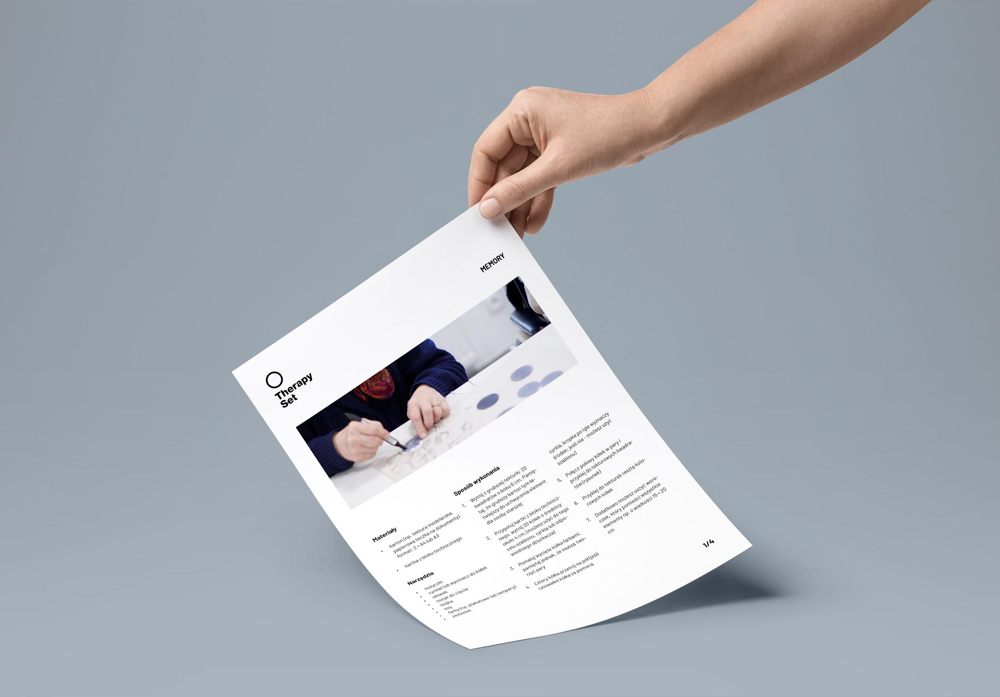 MEMORY
Therapy
Set
Materiały
• karton (np. tektura modelarska,
papierowa teczka na dokumenty)
format: 2 × A4 lub A3
• kartka z bloku technicznego
Narzędzia
• nożyczki
• cyrkiel lub wycinacz do kółek
• ołówek
• nożyk do cięcia
• linijka
• klej
• farby (np. plakatowe lub tempery)
• pędzelek
Sposób wykonania
1. Wytnij z grubszej tekturki 20
kwadratów o boku 6 cm. Pamię-
taj, im grubszy karton tym ła-
twiejszy do uchwycenia element
dla osoby starszej
2. Przygotuj kartki z bloku technicz-
nego, wytnij 20 kółek o średnicy
około 4 cm, (możesz użyć do tego
celu szablonu, cyrkla lub odpo-
wiedniego dziurkacza)
3. Pomaluj wycięte kółka farbami,
pamiętaj jednak, że muszą two-
rzyć pary
4. Cztery kółka przetnij na pół (jeśli
rysowałeś kółka za pomocą
cyrkla, kropka po igle wyznaczy
środek; jeśli nie – możesz użyć
szablonu)
5. Połącz połowy kółek w pary i
przyklej do tekturowych kwadra-
tów (rysunek)
6. Przyklej do tekturek resztę kolo-
rowych kółek
7. Dodatkowo możesz uszyć wore-
czek, który pomieści wszystkie
elementy np. o wielkości 15 × 20
cm
1/4